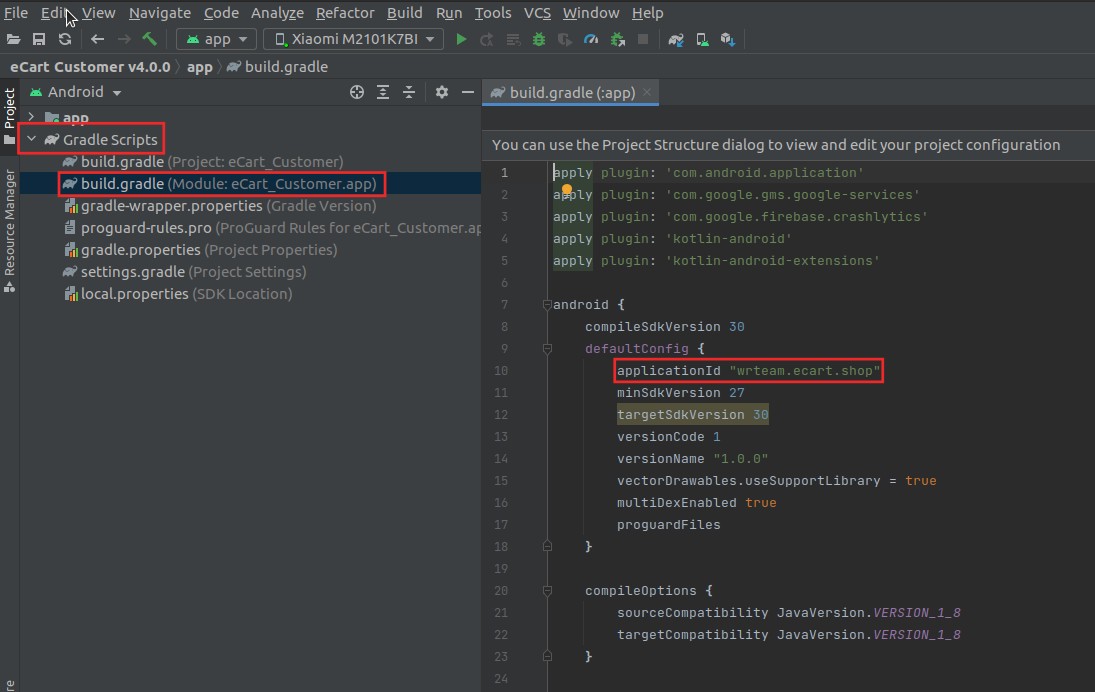 File Edit View Navigate Code Analyze Refactor Build Run Tools VCS Window Help
app Xiaomi M2101K7BI
eCart Customer v4.0.0 app build.gradle
Project
Resource Manager
Android
app
Gradle Scripts
build.gradle (Project: eCart_Customer)
build.gradle (Module: eCart_Customer.app)
gradle-wrapper.properties (Gradle Version)
proguard-rules.pro (ProGuard Rules for eCart_Customer.ap
gradle.properties (Project Properties)
settings.gradle (Project Settings)
local.properties (SDK Location)
build.gradle (:app)
You can use the Project Structure dialog to view and edit your project configuration
1 apply plugin: 'com.android.application'
2 apply plugin: 'com.google.gms.google-services'
3 apply plugin: 'com.google.firebase.crashlytics'
4 apply plugin: 'kotlin-android'
5 apply plugin: 'kotlin-android-extensions'
6
7 android {
8 compileSdkVersion 30
9 defaultConfig {
10 applicationId "wrteam.ecart.shop"
11 minSdkVersion 27
12 targetSdkVersion 30
13 versionCode 1
14 versionName "1.0.0"
15 vectorDrawables.useSupportLibrary = true
16 multiDexEnabled true
17 proguardFiles
18 }
19
20 compileOptions {
21 sourceCompatibility JavaVersion.VERSION_1_8
22 targetCompatibility JavaVersion.VERSION_1_8
23 }
24